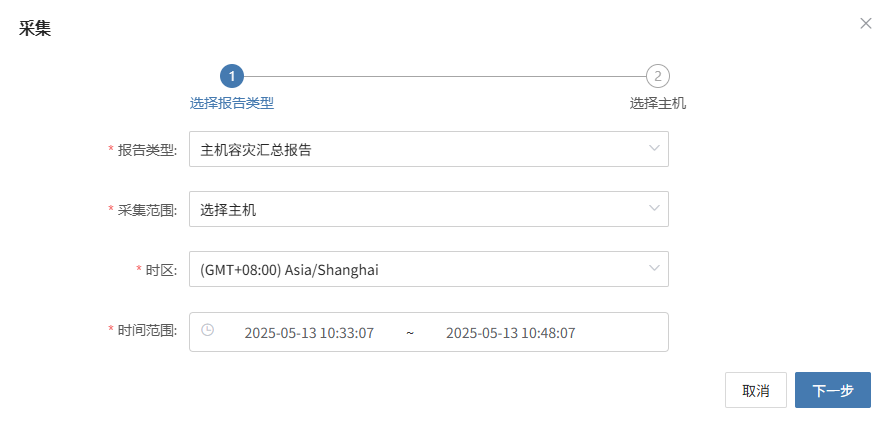 采集
1 2
选择报告类型 选择主机
* 报告类型: 主机容灾汇总报告
* 采集范围: 选择主机
* 时区: (GMT+08:00) Asia/Shanghai
* 时间范围: 2025-05-13 10:33:07 ~ 2025-05-13 10:48:07
取消 下一步